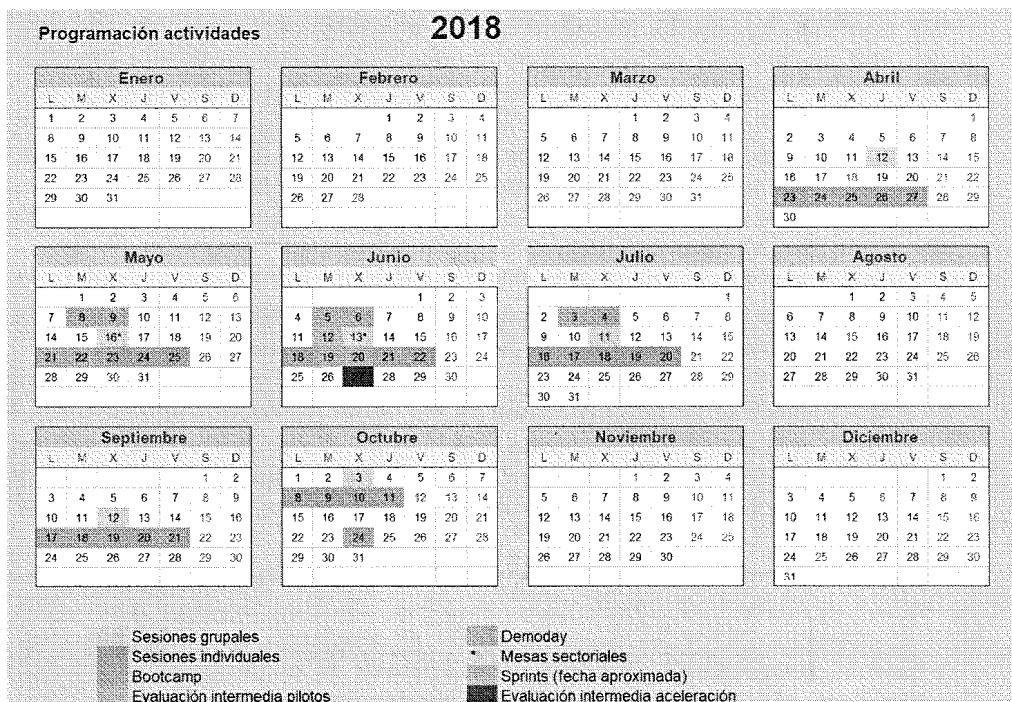 Programación actividades 2018
Enero Febrero Marzo Abril
L M X J V S D L M X J V S D L M X J V S D L M X J V S D
1 2 3 4 5 6 7 1 2 3 4 1 2 3 4 1
8 9 10 11 12 13 14 5 6 7 8 9 10 11 5 6 7 8 9 10 11 2 3 4 5 6 7 8
15 16 17 18 19 20 21 12 13 14 15 16 17 18 12 13 14 15 16 17 18 9 10 11 12 13 14 15
22 23 24 25 26 27 28 19 20 21 22 23 24 25 19 20 21 22 23 24 25 16 17 18 19 20 21 22
29 30 31 26 27 28 26 27 28 29 30 31 23 24 25 26 27 28 29
30
Mayo Junio Julio Agosto
L M X J V S D L M X J V S D L M X J V S D L M X J V S D
1 2 3 4 5 6 1 2 3 1 1 2 3 4 5
7 8 9 10 11 12 13 4 5 6 7 8 9 10 2 3 4 5 6 7 8 6 7 8 9 10 11 12
14 15 16* 17 18 19 20 11 12 13* 14 15 16 17 9 10 11 12 13 14 15 13 14 15 16 17 18 19
21 22 23 24 25 26 27 18 19 20 21 22 23 24 16 17 18 19 20 21 22 20 21 22 23 24 25 26
28 29 30 31 25 26 27 28 29 30 23 24 25 26 27 28 29 27 28 29 30 31
30 31
Septiembre Octubre Noviembre Diciembre
L M X J V S D L M X J V S D L M X J V S D L M X J V S D
1 2 1 2 3 4 5 6 7 1 2 3 4 1 2
3 4 5 6 7 8 9 8 9 10 11 12 13 14 5 6 7 8 9 10 11 3 4 5 6 7 8 9
10 11 12 13 14 15 16 15 16 17 18 19 20 21 12 13 14 15 16 17 18 10 11 12 13 14 15 16
17 18 19 20 21 22 23 22 23 24 25 26 27 28 19 20 21 22 23 24 25 17 18 19 20 21 22 23
24 25 26 27 28 29 30 29 30 31 26 27 28 29 30 24 25 26 27 28 29 30
31
Sesiones grupales Demoday
Sesiones individuales * Mesas sectoriales
Bootcamp Sprints (fecha aproximada)
Evaluación intermedia pilotos Evaluación intermedia aceleración